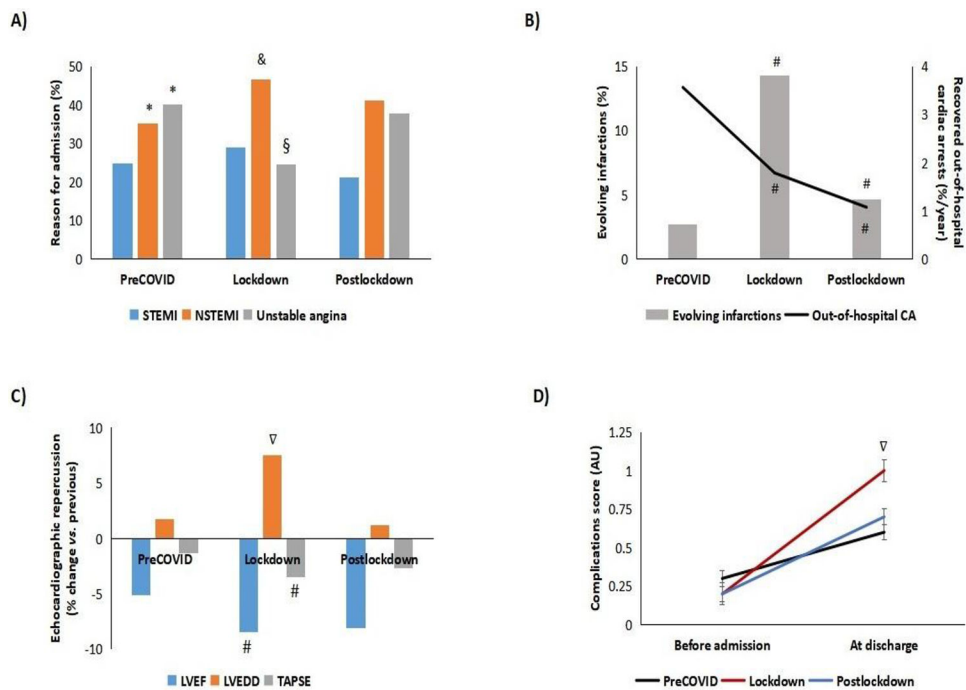 A)
Reason for admission (%)
50
40
30
20
10
0
* * & §
PreCOVID Lockdown Postlockdown
STEMI NSTEMI Unstable angina
B)
Evolving infarctions (%)
15
10
5
0
# # # #
4
3
2
1
0
Recovered out-of-hospital
cardiac arrests (%/year)
PreCOVID Lockdown Postlockdown
Evolving infarctions Out-of-hospital CA
C)
Echocardiographic repercussion
(% change vs. previous)
10
5
0
-5
-10
∇
PreCOVID Lockdown Postlockdown
#
#
LVEF LVEDD TAPSE
D)
Complications score (AU)
1.25
1
0.75
0.5
0.25
0
∇
Before admission At discharge
PreCOVID Lockdown Postlockdown